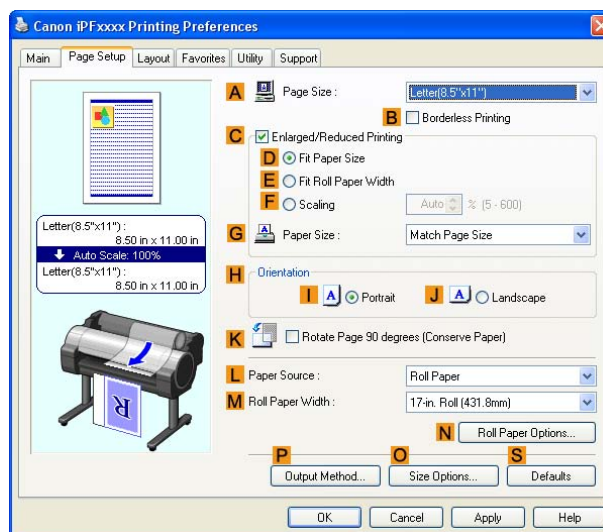 Canon iPFxxxx Printing Preferences
Main Page Setup Layout Favorites Utility Support
A Page Size : Letter(8.5"x11")
B Borderless Printing
C Enlarged/Reduced Printing
D Fit Paper Size
E Fit Roll Paper Width
F Scaling Auto % (5 - 600)
G Paper Size : Match Page Size
Letter(8.5"x11") :
8.50 in x 11.00 in
Auto Scale: 100%
Letter(8.5"x11") :
8.50 in x 11.00 in
H Orientation
I A Portrait J A Landscape
K Rotate Page 90 degrees (Conserve Paper)
R
L Paper Source : Roll Paper
M Roll Paper Width : 17-in. Roll (431.8mm)
N Roll Paper Options...
P O S
Output Method... Size Options... Defaults
OK Cancel Apply Help